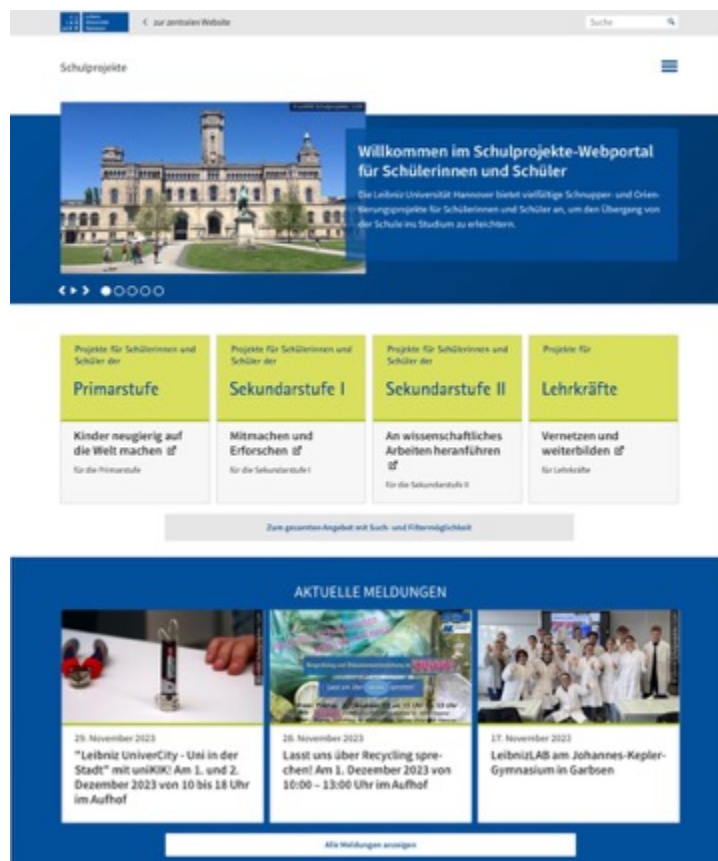 Leibniz
Universität
Hannover
zur zentralen Website
Suche
Schulprojekte
Willkommen im Schulprojekte-Webportal
für Schülerinnen und Schüler
Die Leibniz Universität Hannover bietet vielfältige Schnupper- und Orien-
tierungsprojekte für Schülerinnen und Schüler an, um den Übergang von
der Schule ins Studium zu erleichtern.
Projekte für Schülerinnen und
Schüler der
Primarstufe
Kinder neugierig auf
die Welt machen
für die Primarstufe
Projekte für Schülerinnen und
Schüler der
Sekundarstufe I
Mitmachen und
Erforschen
für die Sekundarstufe I
Projekte für Schülerinnen und
Schüler der
Sekundarstufe II
An wissenschaftliches
Arbeiten heranführen
für die Sekundarstufe II
Projekte für
Lehrkräfte
Vernetzen und
weiterbilden
für Lehrkräfte
Zum gesamten Angebot mit Such- und Filtermöglichkeit
AKTUELLE MELDUNGEN
29. November 2023
"Leibniz UniverCity - Uni in der
Stadt" mit uniKIK! Am 1. und 2.
Dezember 2023 von 10 bis 18 Uhr
im Aufhof
28. November 2023
Lasst uns über Recycling spre-
chen! Am 1. Dezember 2023 von
10:00 – 13:00 Uhr im Aufhof
17. November 2023
LeibnizLAB am Johannes-Kepler-
Gymnasium in Garbsen
Alle Meldungen anzeigen